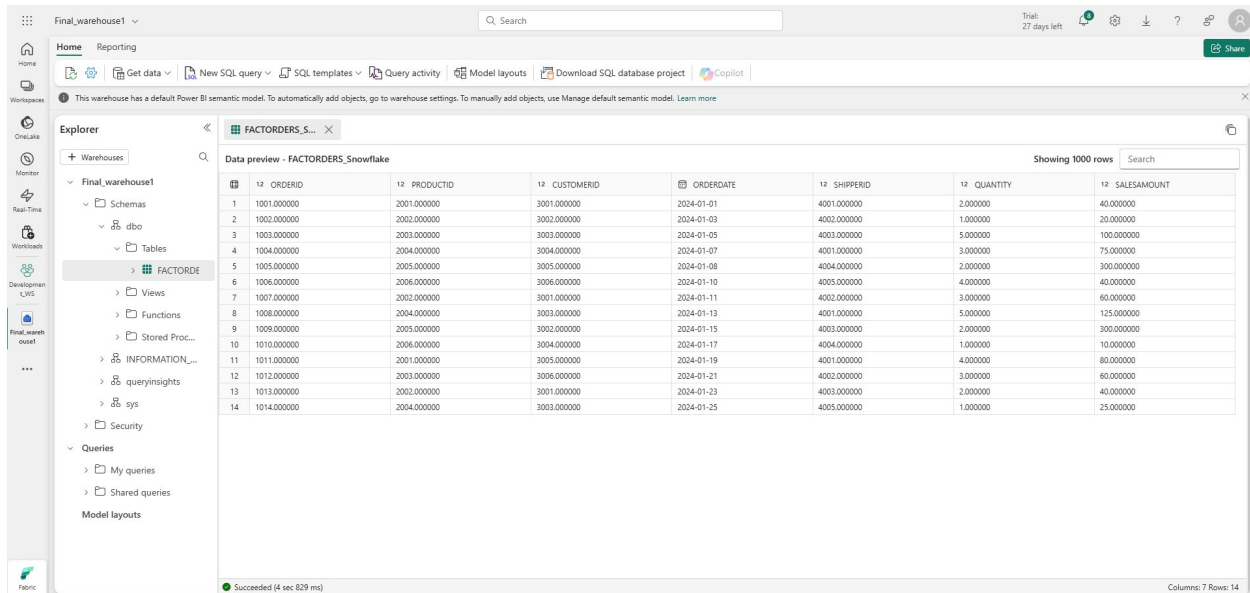 Final_warehouse1
Search
Trial:
27 days left
8
Home
Reporting
Share
Get data
New SQL query
SQL templates
Query activity
Model layouts
Download SQL database project
Copilot
This warehouse has a default Power BI semantic model. To automatically add objects, go to warehouse settings. To manually add objects, use Manage default semantic model. Learn more
Home
Workspaces
OneLake
Monitor
Real-Time
Workloads
Developmen
t_WS
Final_wareh
ouse1
Fabric
Explorer
+ Warehouses
Final_warehouse1
Schemas
dbo
Tables
FACTORDE
Views
Functions
Stored Proc...
INFORMATION_...
queryinsights
sys
Security
Queries
My queries
Shared queries
Model layouts
FACTORDERS_S...
Data preview - FACTORDERS_Snowflake
Showing 1000 rows
Search
12 ORDERID 12 PRODUCTID 12 CUSTOMERID ORDERDATE 12 SHIPPERID 12 QUANTITY 12 SALESAMOUNT
1 1001.000000 2001.000000 3001.000000 2024-01-01 4001.000000 2.000000 40.000000
2 1002.000000 2002.000000 3002.000000 2024-01-03 4002.000000 1.000000 20.000000
3 1003.000000 2003.000000 3003.000000 2024-01-05 4003.000000 5.000000 100.000000
4 1004.000000 2004.000000 3004.000000 2024-01-07 4001.000000 3.000000 75.000000
5 1005.000000 2005.000000 3005.000000 2024-01-08 4004.000000 2.000000 300.000000
6 1006.000000 2006.000000 3006.000000 2024-01-10 4005.000000 4.000000 40.000000
7 1007.000000 2002.000000 3001.000000 2024-01-11 4002.000000 3.000000 60.000000
8 1008.000000 2004.000000 3003.000000 2024-01-13 4001.000000 5.000000 125.000000
9 1009.000000 2005.000000 3002.000000 2024-01-15 4003.000000 2.000000 300.000000
10 1010.000000 2006.000000 3004.000000 2024-01-17 4004.000000 1.000000 10.000000
11 1011.000000 2001.000000 3005.000000 2024-01-19 4001.000000 4.000000 80.000000
12 1012.000000 2003.000000 3006.000000 2024-01-21 4002.000000 3.000000 60.000000
13 1013.000000 2002.000000 3001.000000 2024-01-23 4003.000000 2.000000 40.000000
14 1014.000000 2004.000000 3003.000000 2024-01-25 4005.000000 1.000000 25.000000
Succeeded (4 sec 829 ms)
Columns: 7 Rows: 14